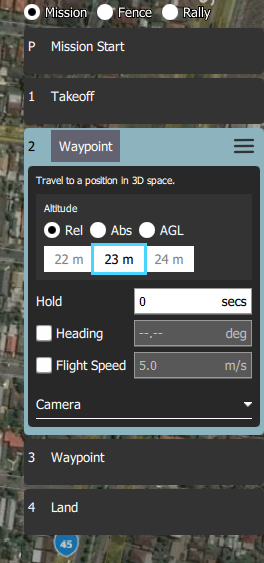 Mission Fence Rally
P Mission Start
1 Takeoff
2 Waypoint
Travel to a position in 3D space.
Altitude
Rel Abs AGL
22 m 23 m 24 m
Hold 0 secs
Heading --.-- deg
Flight Speed 5.0 m/s
Camera
3 Waypoint
4 Land
45